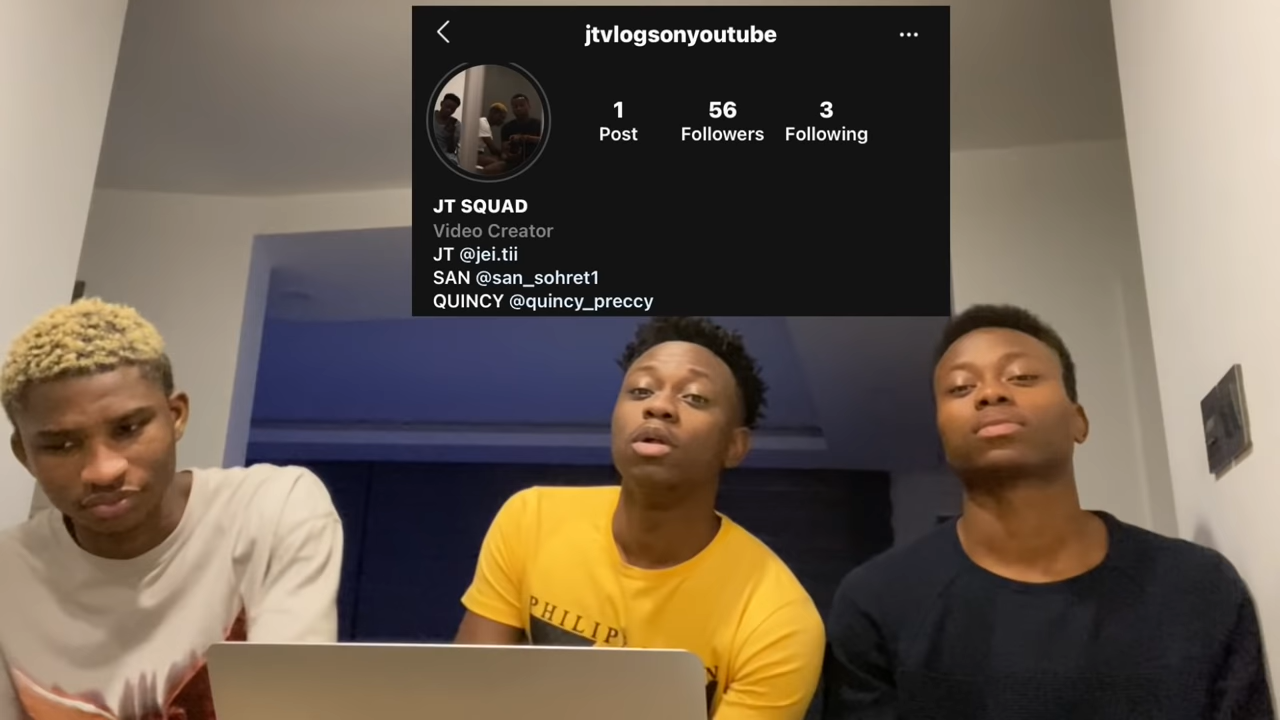 jtvlogsonyoutube
1
56
3
Post
Followers
Following
JT SQUAD
Video Creator
JT @jei.tii
SAN @san_sohret1
QUINCY @quincy_preccy
PHILIP